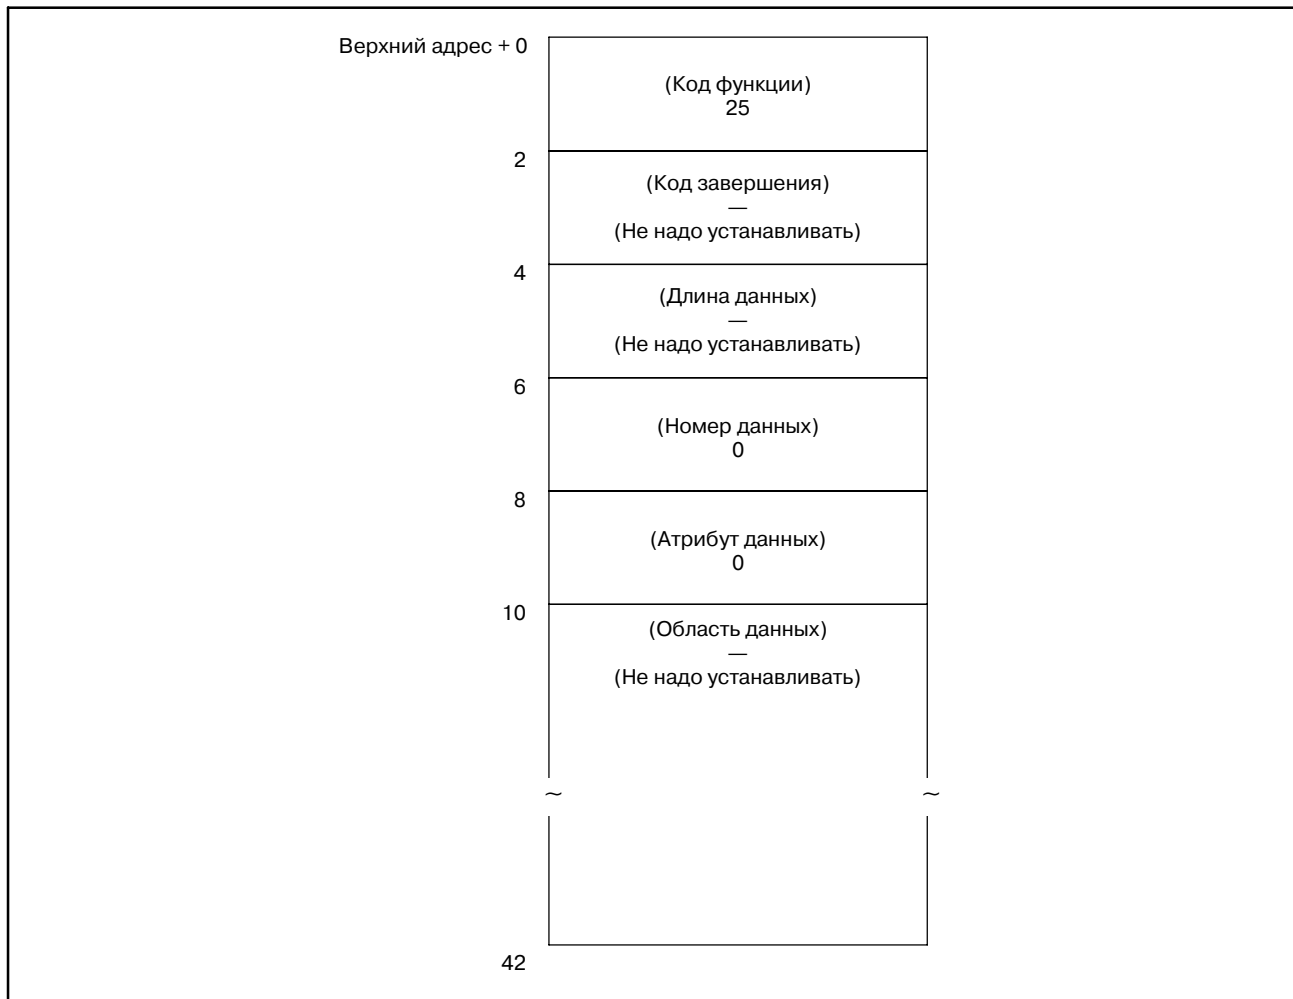 Верхний адрес + 0
(Код функции)
25
2
(Код завершения)
—
(Не надо устанавливать)
4
(Длина данных)
—
(Не надо устанавливать)
6
(Номер данных)
0
8
(Атрибут данных)
0
10
(Область данных)
—
(Не надо устанавливать)
~ ~
42